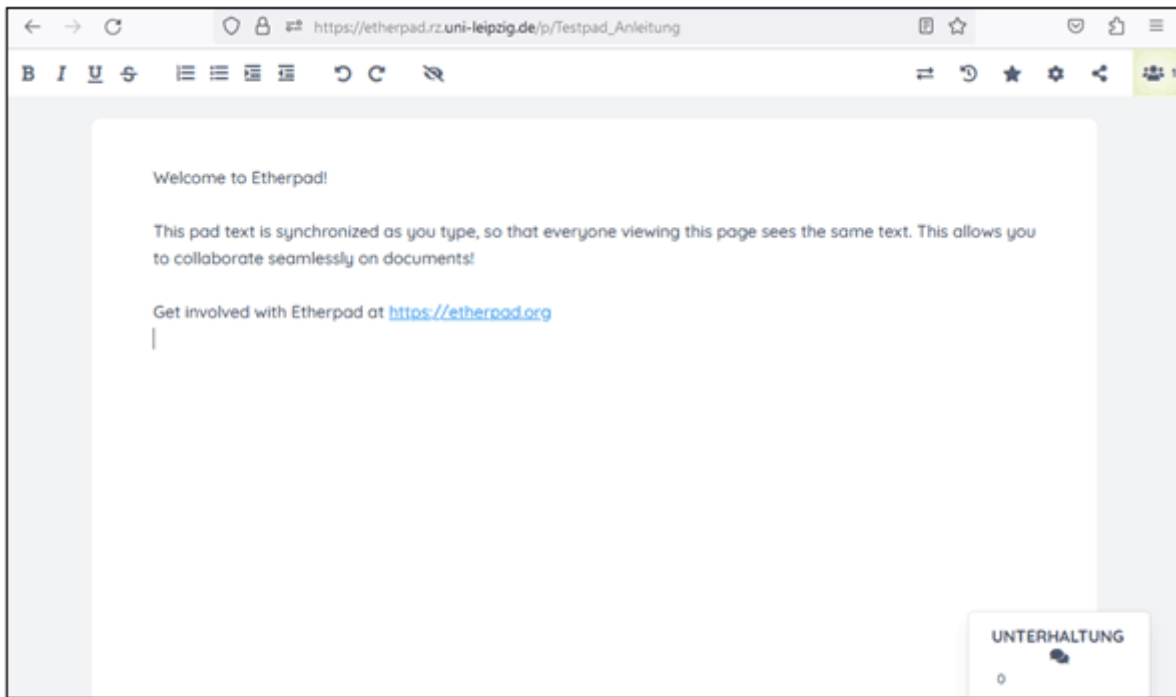 https://etherpad.rz.uni-leipzig.de/p/Testpad_Anleitung
B I U S
Welcome to Etherpad!
This pad text is synchronized as you type, so that everyone viewing this page sees the same text. This allows you
to collaborate seamlessly on documents!
Get involved with Etherpad at https://etherpad.org
UNTERHALTUNG
0